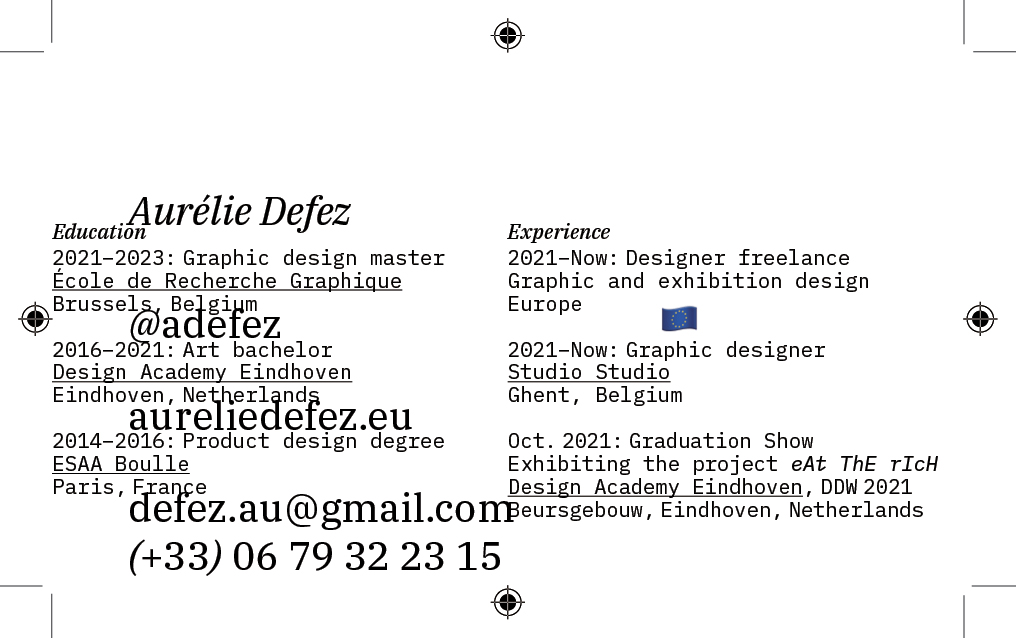 Aurélie Defez
@adefez
aureliedefez.eu
defez.au@gmail.com
(+33) 06 79 32 23 15
Education
2021–2023: Graphic design master
École de Recherche Graphique
Brussels, Belgium
2016–2021: Art bachelor
Design Academy Eindhoven
Eindhoven, Netherlands
2014–2016: Product design degree
ESAA Boulle
Paris, France
Experience
2021–Now: Designer freelance
Graphic and exhibition design
Europe
2021–Now: Graphic designer
Studio Studio
Ghent, Belgium
Oct. 2021: Graduation Show
Exhibiting the project eAt ThE rIcH
Design Academy Eindhoven, DDW 2021
Beursgebouw, Eindhoven, Netherlands